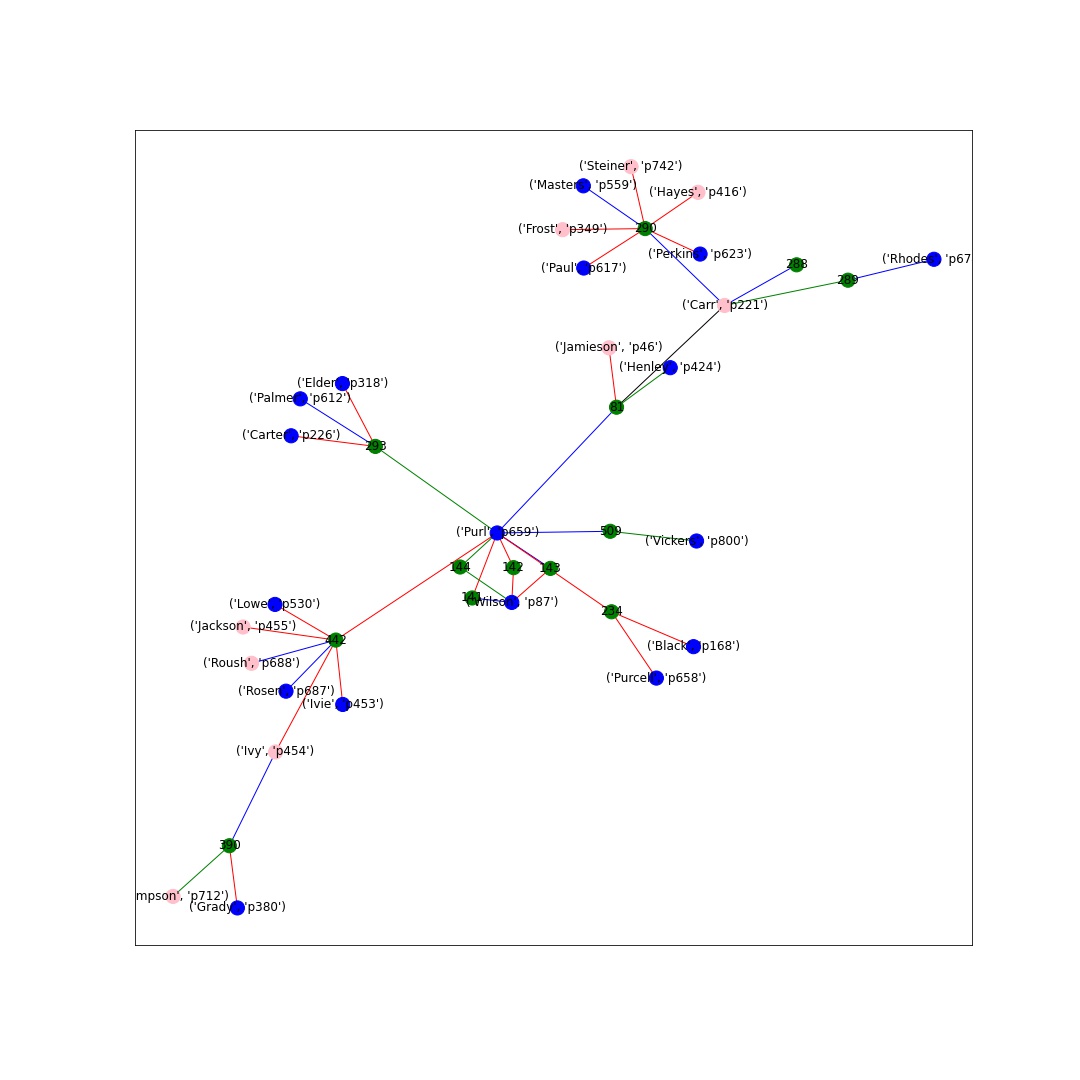 ('Steiner', 'p742')
('Masters', 'p559')
('Hayes', 'p416')
('Frost', 'p349')
290
('Perkins', 'p623')
('Paul', 'p617')
288
('Rhodes', 'p67
289
('Carr', 'p221')
('Jamieson', 'p46')
('Henley', 'p424')
('Elder', 'p318')
('Palmer', 'p612')
81
('Carter', 'p226')
293
('Purl', 'p659')
509
('Vickers', 'p800')
144
142
143
141
('Wilson', 'p87')
('Lowe', 'p530')
234
('Jackson', 'p455')
442
('Black', 'p168')
('Roush', 'p688')
('Purcell', 'p658')
('Rosen', 'p687')
('Ivie', 'p453')
('Ivy', 'p454')
390
mpson', 'p712')
('Grady', 'p380')